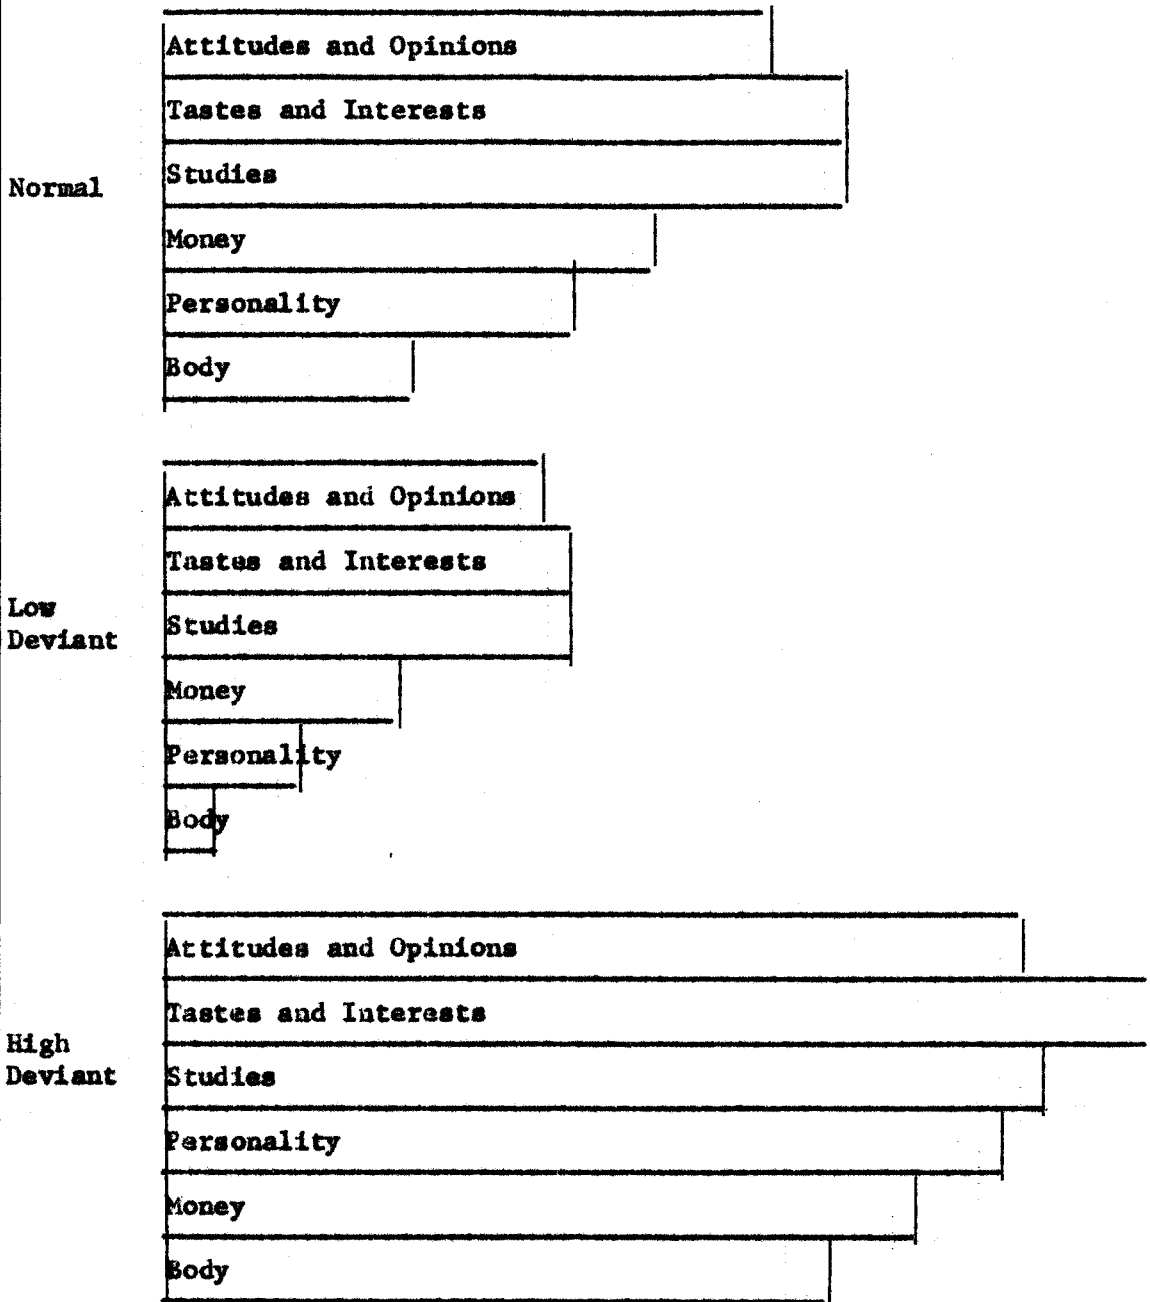 Attitudes and Opinions
Tastes and Interests
Studies
Normal
Money
Personality
Body
Attitudes and Opinions
Tastes and Interests
Low
Studies
Deviant
Money
Personality
Body
Attitudes and Opinions
Tastes and Interests
High
Deviant
Studies
Personality
Money
Body